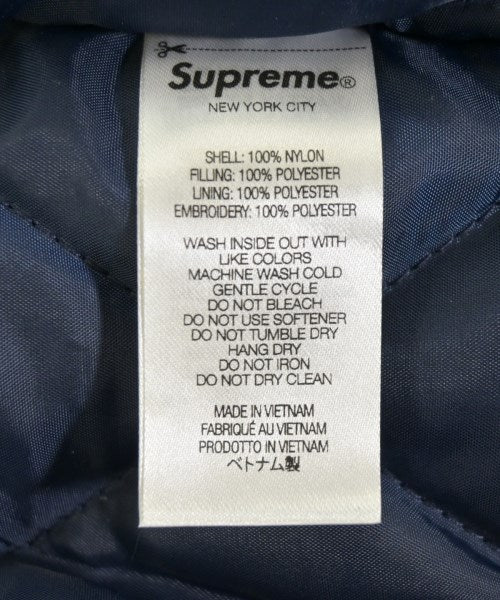 Supreme®
NEW YORK CITY
SHELL: 100% NYLON
FILLING: 100% POLYESTER
LINING: 100% POLYESTER
EMBROIDERY: 100% POLYESTER
WASH INSIDE OUT WITH
LIKE COLORS
MACHINE WASH COLD
GENTLE CYCLE
DO NOT BLEACH
DO NOT USE SOFTENER
DO NOT TUMBLE DRY
HANG DRY
DO NOT IRON
DO NOT DRY CLEAN
MADE IN VIETNAM
FABRIQUÉ AU VIETNAM
PRODOTTO IN VIETNAM
ベトナム製